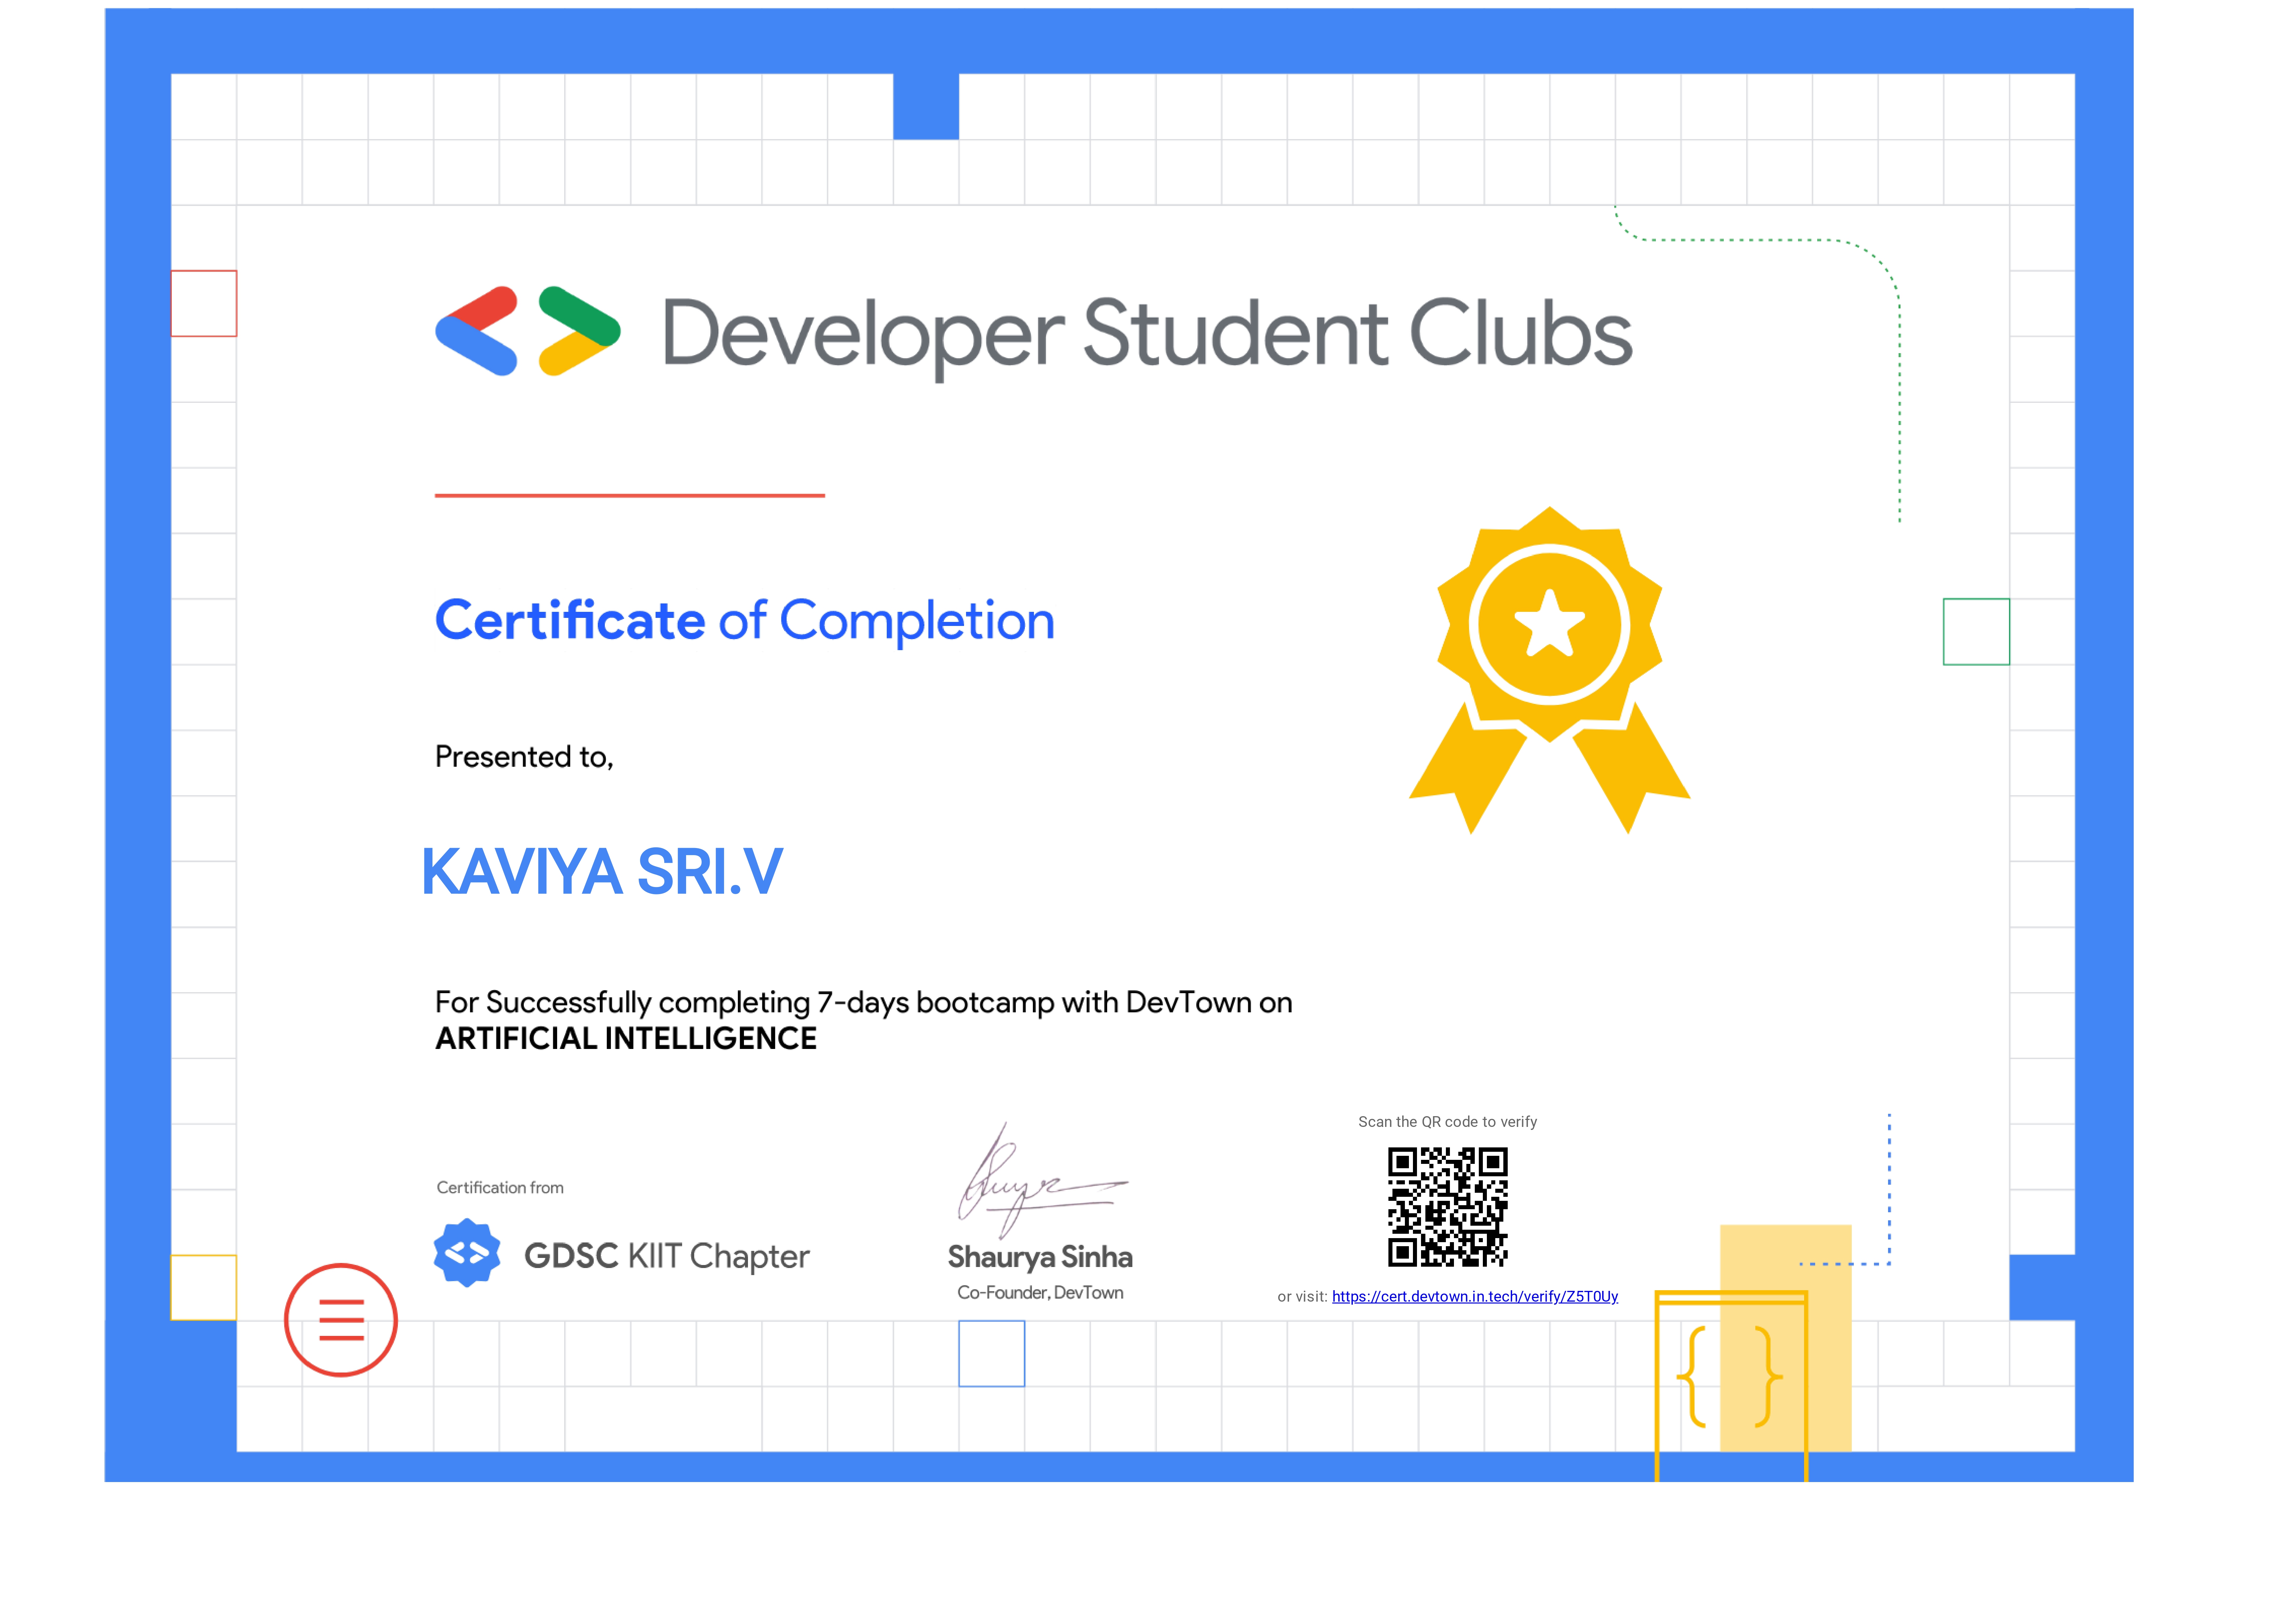 Developer Student Clubs
Certificate of Completion
Presented to,
KAVIYA SRI.V
For Successfully completing 7-days bootcamp with DevTown on
ARTIFICIAL INTELLIGENCE
Certification from
GDSC KIIT Chapter
Shaurya Sinha
Co-Founder, DevTown
Scan the QR code to verify
or visit: https://cert.devtown.in.tech/verify/Z5T0Uy
{ }